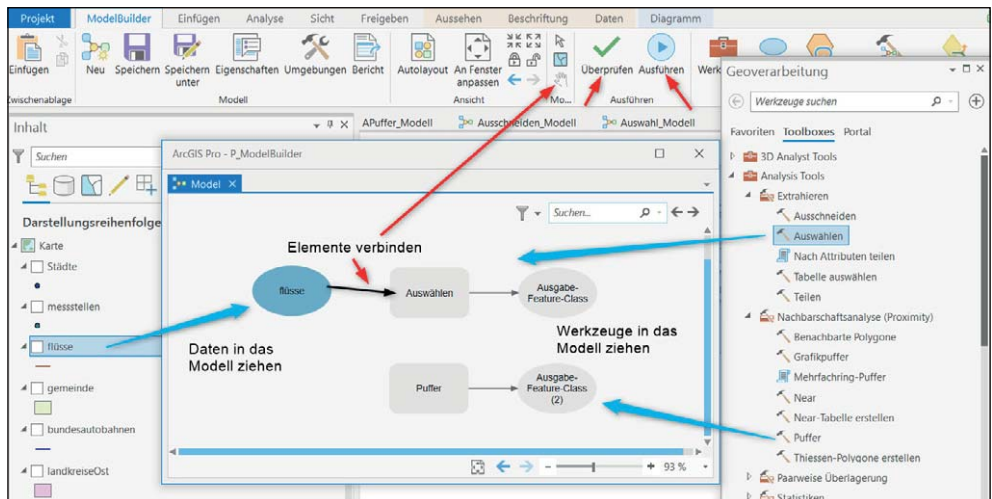 Projekt
ModelBuilder
Einfügen
Analyse
Sicht
Freigeben
Aussehen
Beschriftung
Daten
Diagramm
Einfügen
Neu
Speichern
Speichern unter
Eigenschaften
Umgebungen
Bericht
Autolayout
An Fenster anpassen
Überprüfen
Ausführen
Werk
Zwischenablage
Modell
Ansicht
Mo...
Ausführen
Inhalt
Suchen
Darstellungsreihenfolge
Karte
Städte
messstellen
flüsse
gemeinde
bundesautobahnen
landkreiseOst
APuffer_Modell
Ausschneiden_Modell
Auswahl_Modell
ArcGIS Pro - P_ModelBuilder
Model
Suchen...
Elemente verbinden
flüsse
Auswählen
Ausgabe-
Feature-Class
Daten in das
Modell ziehen
Werkzeuge in das
Modell ziehen
Puffer
Ausgabe-
Feature-Class
(2)
93 %
Geoverarbeitung
Werkzeuge suchen
Favoriten Toolboxes Portal
3D Analyst Tools
Analysis Tools
Extrahieren
Ausschneiden
Auswählen
Nach Attributen teilen
Tabelle auswählen
Teilen
Nachbarschaftsanalyse (Proximity)
Benachbarte Polygone
Grafikpuffer
Mehrfachring-Puffer
Near
Near-Tabelle erstellen
Puffer
Thiessen-Polygone erstellen
Paarweise Überlagerung
Statistiken